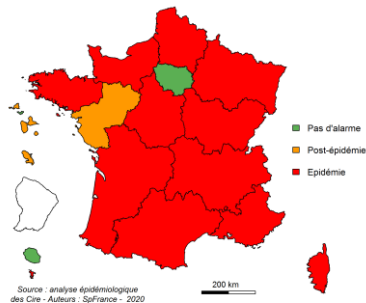 Pas d'alarme
Post-épidémie
Epidémie
200 km
Source : analyse épidémiologique
des Cire - Auteurs : SpFrance - 2020